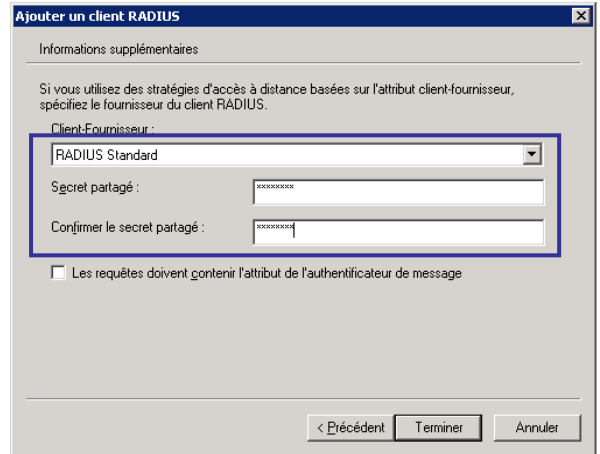 Ajouter un client RADIUS
Informations supplémentaires
Si vous utilisez des stratégies d'accès à distance basées sur l'attribut client-fournisseur,
spécifiez le fournisseur du client RADIUS.
Client-Fournisseur :
RADIUS Standard
Secret partagé :
xxxxxxxx
Confirmer le secret partagé :
xxxxxxxx
Les requêtes doivent contenir l'attribut de l'authentificateur de message
< Précédent Terminer Annuler